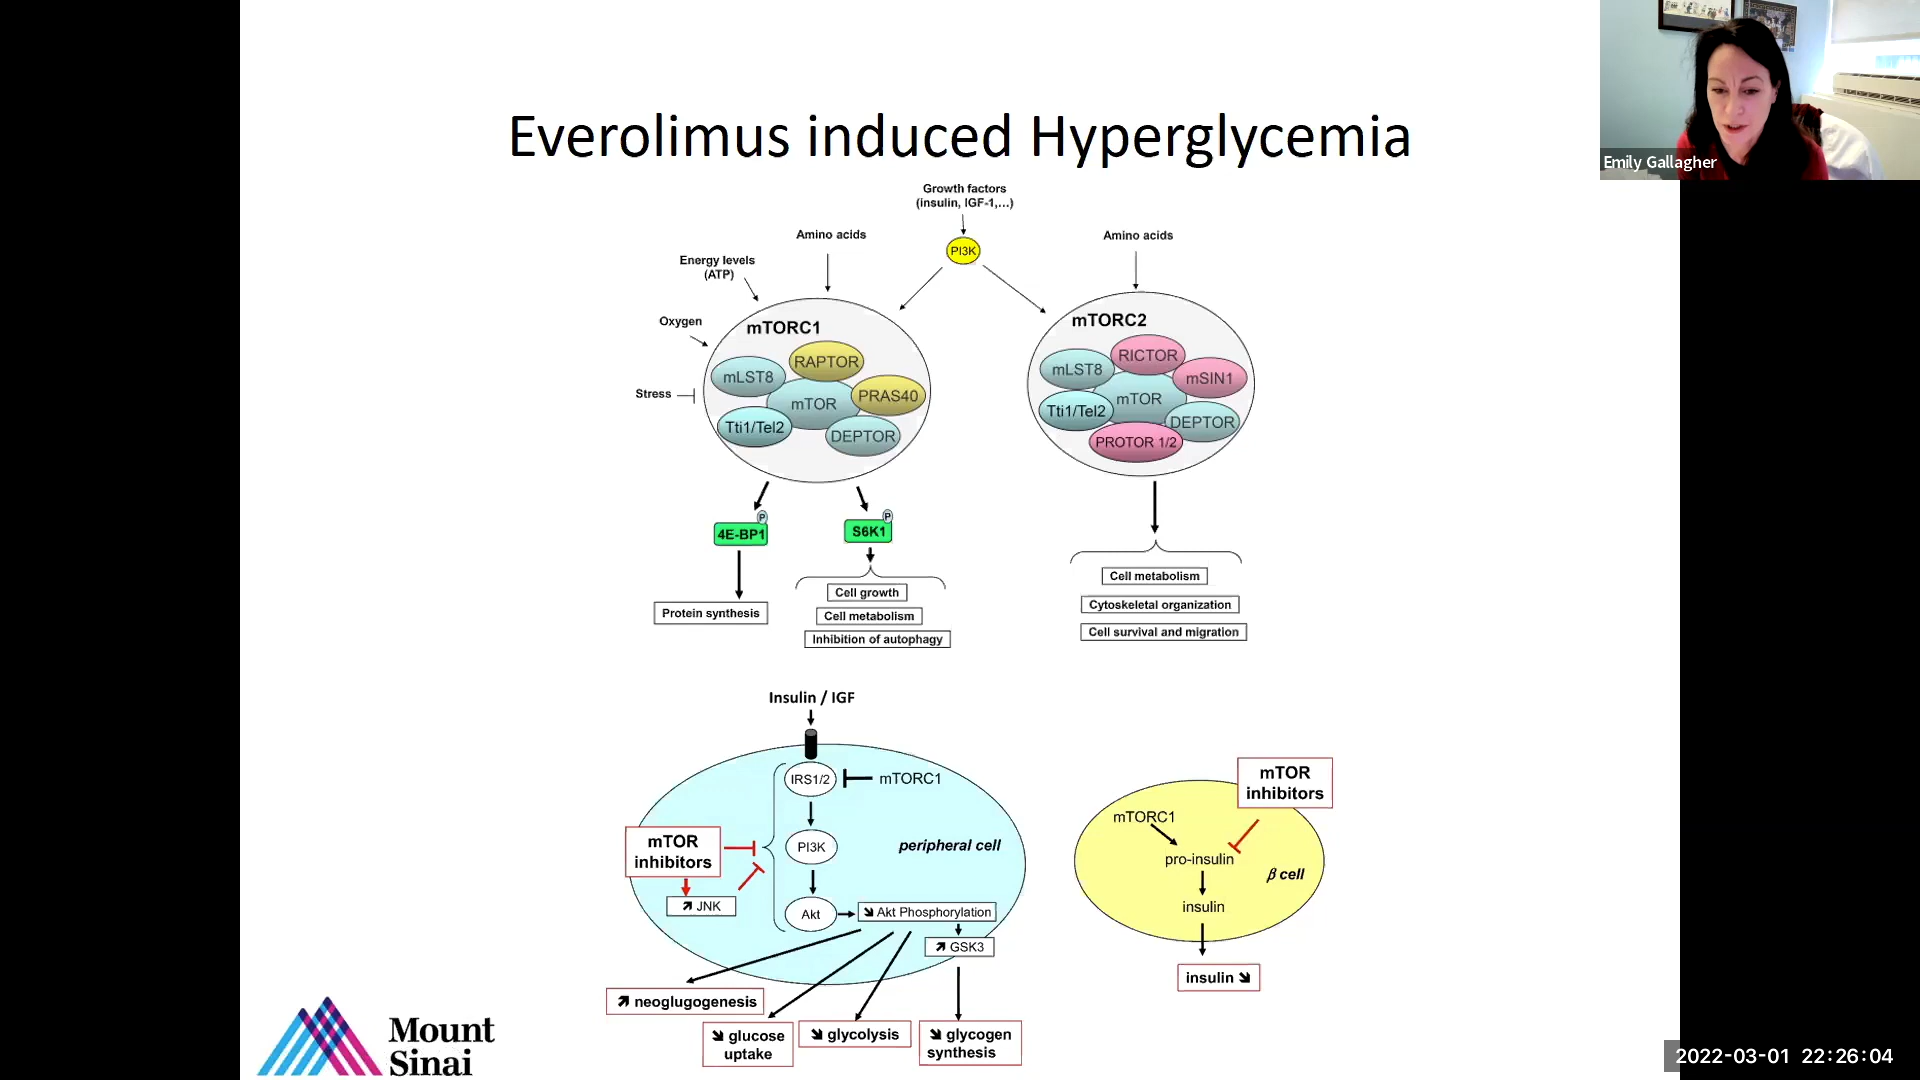 Everolimus induced Hyperglycemia
Emily Gallagher
Growth factors
(insulin, IGF-1,...)
PI3K
Amino acids
Amino acids
Energy levels
(ATP)
Oxygen
Stress
mTORC1
RAPTOR
mLST8
PRAS40
mTOR
Tti1/Tel2
DEPTOR
mTORC2
RICTOR
mLST8
mSIN1
mTOR
Tti1/Tel2
DEPTOR
PROTOR 1/2
P
4E-BP1
P
S6K1
Protein synthesis
Cell growth
Cell metabolism
Inhibition of autophagy
Cell metabolism
Cytoskeletal organization
Cell survival and migration
Insulin / IGF
IRS1/2
mTORC1
mTOR
inhibitors
PI3K
peripheral cell
JNK
Akt
Akt Phosphorylation
GSK3
neoglugogenesis
glucose
uptake
glycolysis
glycogen
synthesis
mTOR
inhibitors
mTORC1
pro-insulin
β cell
insulin
insulin
Mount
Sinai
2022-03-01 22:26:04